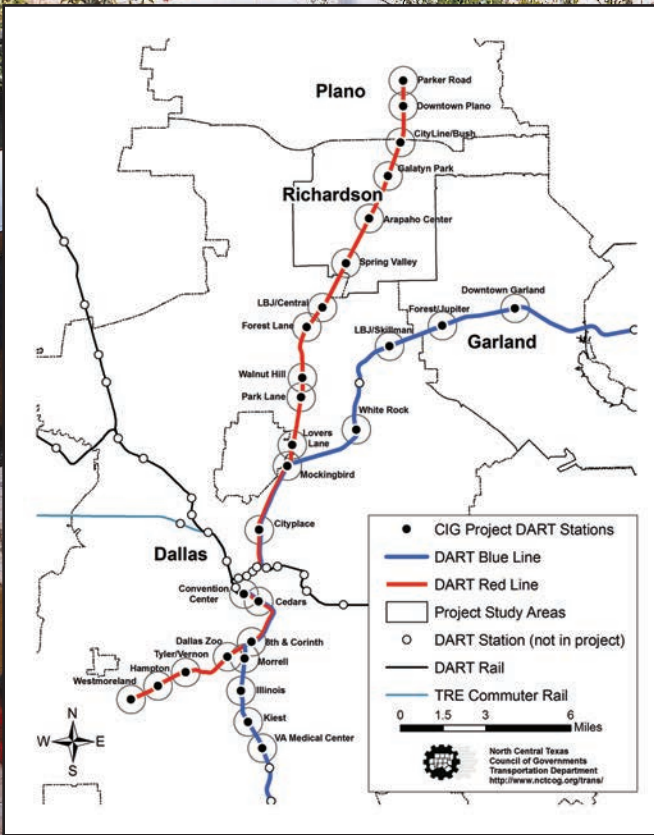 Parker Road
Plano
Downtown Plano
CityLine/Bush
Galatyn Park
Richardson
Arapaho Center
Spring Valley
Downtown Garland
LBJ/Central
Forest/Jupiter
Forest Lane
LBJ/Skillman
Garland
Walnut Hill
Park Lane
White Rock
Lovers
Lane
Mockingbird
Cityplace
Dallas
Convention
Center
Cedars
Dallas Zoo
8th & Corinth
Tyler/Vernon
Morrell
Hampton
Westmoreland
Illinois
Kiest
VA Medical Center
N
W
E
S
CIG Project DART Stations
DART Blue Line
DART Red Line
Project Study Areas
DART Station (not in project)
DART Rail
TRE Commuter Rail
0 1.5 3 6
Miles
North Central Texas
Council of Governments
Transportation Department
http://www.nctcog.org/trans/